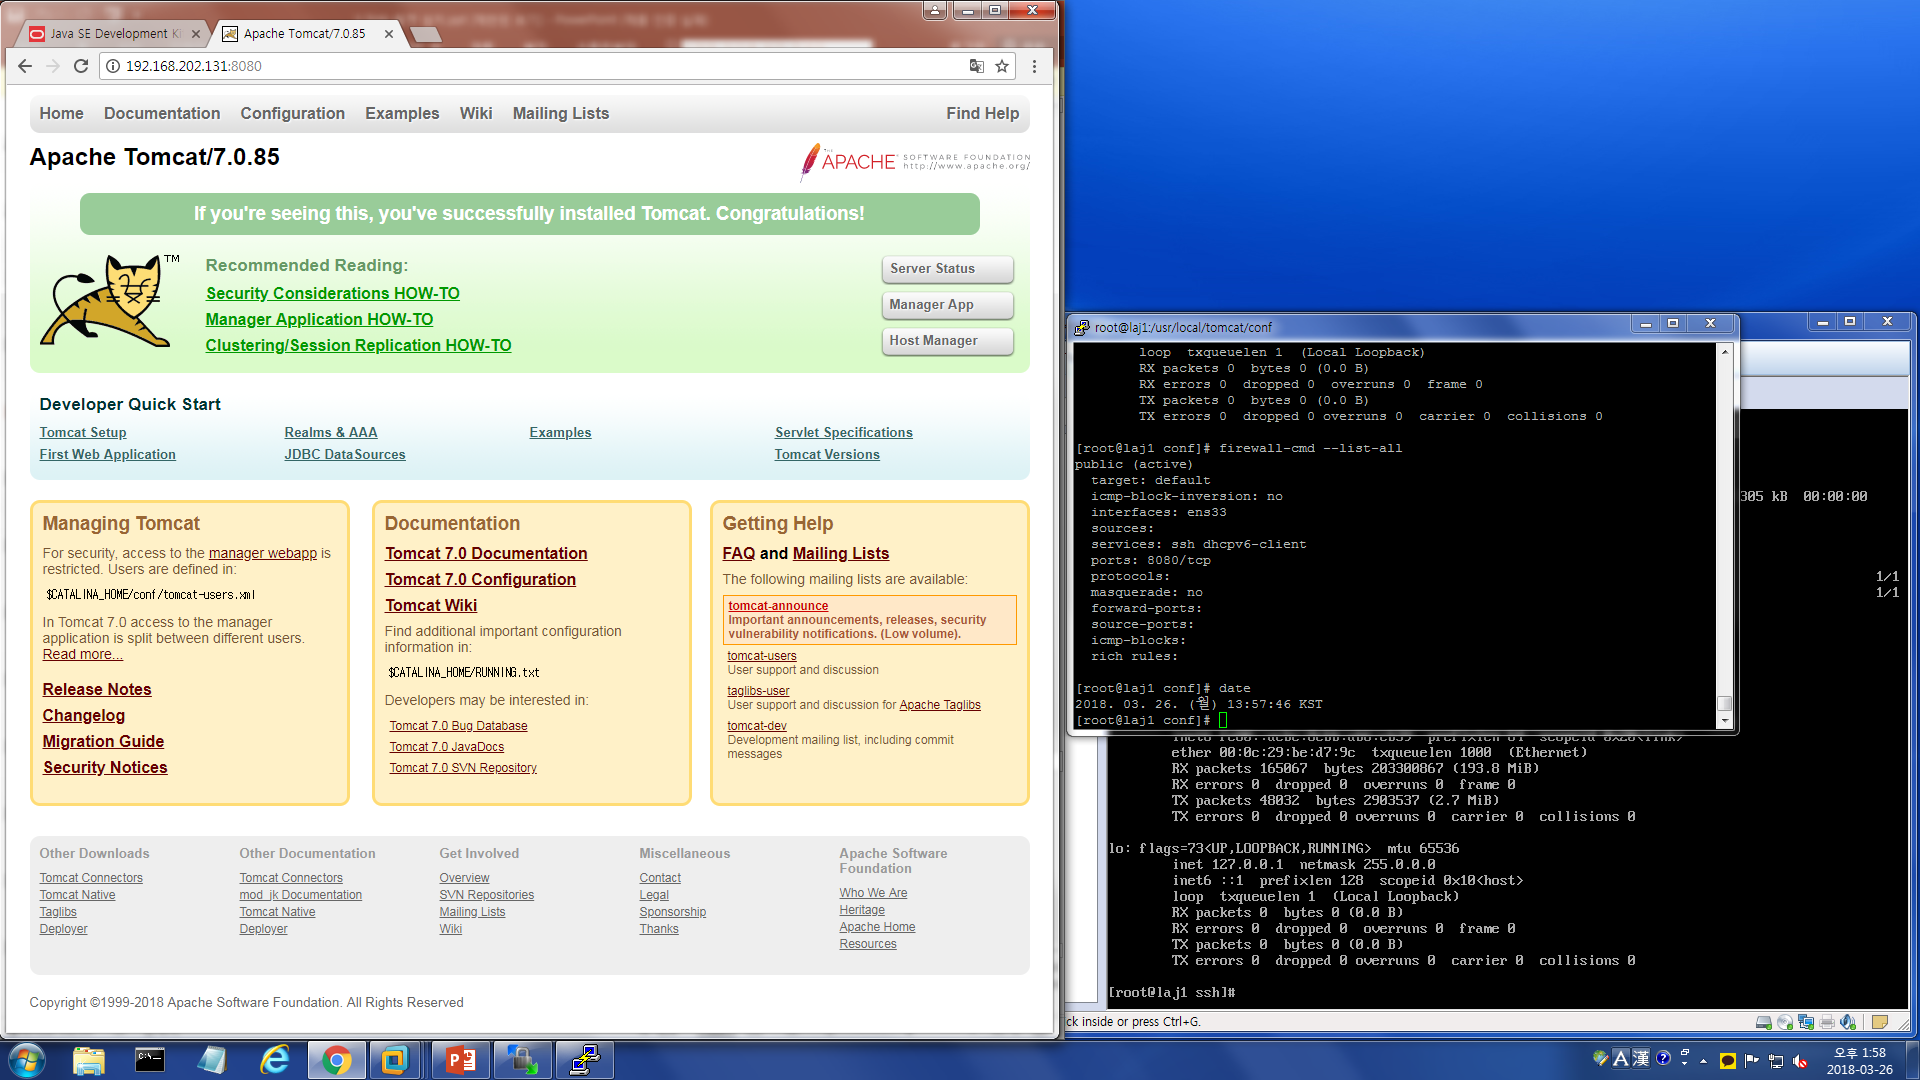 Java SE Development Ki
Apache Tomcat/7.0.85
192.168.202.131:8080
Home Documentation Configuration Examples Wiki Mailing Lists Find Help
Apache Tomcat/7.0.85
THE APACHE SOFTWARE FOUNDATION
http://www.apache.org/
If you're seeing this, you've successfully installed Tomcat. Congratulations!
TM
Recommended Reading:
Security Considerations HOW-TO
Manager Application HOW-TO
Clustering/Session Replication HOW-TO
Server Status
Manager App
Host Manager
Developer Quick Start
Tomcat Setup Realms & AAA Examples Servlet Specifications
First Web Application JDBC DataSources Tomcat Versions
Managing Tomcat
For security, access to the manager webapp is
restricted. Users are defined in:
$CATALINA_HOME/conf/tomcat-users.xml
In Tomcat 7.0 access to the manager
application is split between different users.
Read more...
Release Notes
Changelog
Migration Guide
Security Notices
Documentation
Tomcat 7.0 Documentation
Tomcat 7.0 Configuration
Tomcat Wiki
Find additional important configuration
information in:
$CATALINA_HOME/RUNNING.txt
Developers may be interested in:
Tomcat 7.0 Bug Database
Tomcat 7.0 JavaDocs
Tomcat 7.0 SVN Repository
Getting Help
FAQ and Mailing Lists
The following mailing lists are available:
tomcat-announce
Important announcements, releases, security
vulnerability notifications. (Low volume).
tomcat-users
User support and discussion
taglibs-user
User support and discussion for Apache Taglibs
tomcat-dev
Development mailing list, including commit
messages
Other Downloads
Tomcat Connectors
Tomcat Native
Taglibs
Deployer
Other Documentation
Tomcat Connectors
mod_jk Documentation
Tomcat Native
Deployer
Get Involved
Overview
SVN Repositories
Mailing Lists
Wiki
Miscellaneous
Contact
Legal
Sponsorship
Thanks
Apache Software
Foundation
Who We Are
Heritage
Apache Home
Resources
Copyright ©1999-2018 Apache Software Foundation. All Rights Reserved
root@laj1:/usr/local/tomcat/conf
loop txqueuelen 1 (Local Loopback)
RX packets 0 bytes 0 (0.0 B)
RX errors 0 dropped 0 overruns 0 frame 0
TX packets 0 bytes 0 (0.0 B)
TX errors 0 dropped 0 overruns 0 carrier 0 collisions 0
[root@laj1 conf]# firewall-cmd --list-all
public (active)
target: default
icmp-block-inversion: no
interfaces: ens33
sources:
services: ssh dhcpv6-client
ports: 8080/tcp
protocols:
masquerade: no
forward-ports:
source-ports:
icmp-blocks:
rich rules:
[root@laj1 conf]# date
2018. 03. 26. (월) 13:57:46 KST
[root@laj1 conf]#
305 kB 00:00:00
1/1
1/1
ether 00:0c:29:be:d7:9c txqueuelen 1000 (Ethernet)
RX packets 165067 bytes 203300867 (193.8 MiB)
RX errors 0 dropped 0 overruns 0 frame 0
TX packets 48032 bytes 2903537 (2.7 MiB)
TX errors 0 dropped 0 overruns 0 carrier 0 collisions 0
lo: flags=73<UP,LOOPBACK,RUNNING> mtu 65536
inet 127.0.0.1 netmask 255.0.0.0
inet6 ::1 prefixlen 128 scopeid 0x10<host>
loop txqueuelen 1 (Local Loopback)
RX packets 0 bytes 0 (0.0 B)
RX errors 0 dropped 0 overruns 0 frame 0
TX packets 0 bytes 0 (0.0 B)
TX errors 0 dropped 0 overruns 0 carrier 0 collisions 0
[root@laj1 ssh]#
ck inside or press Ctrl+G.
A 漢
오후 1:58
2018-03-26